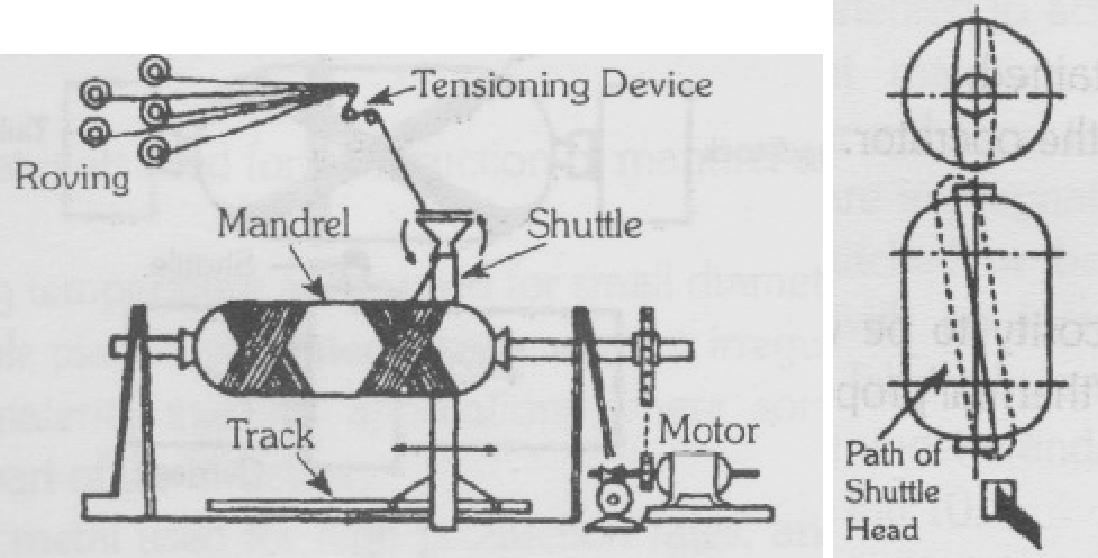 Tensioning Device
Roving
Mandrel
Shuttle
Track
Motor
Path of
Shuttle
Head